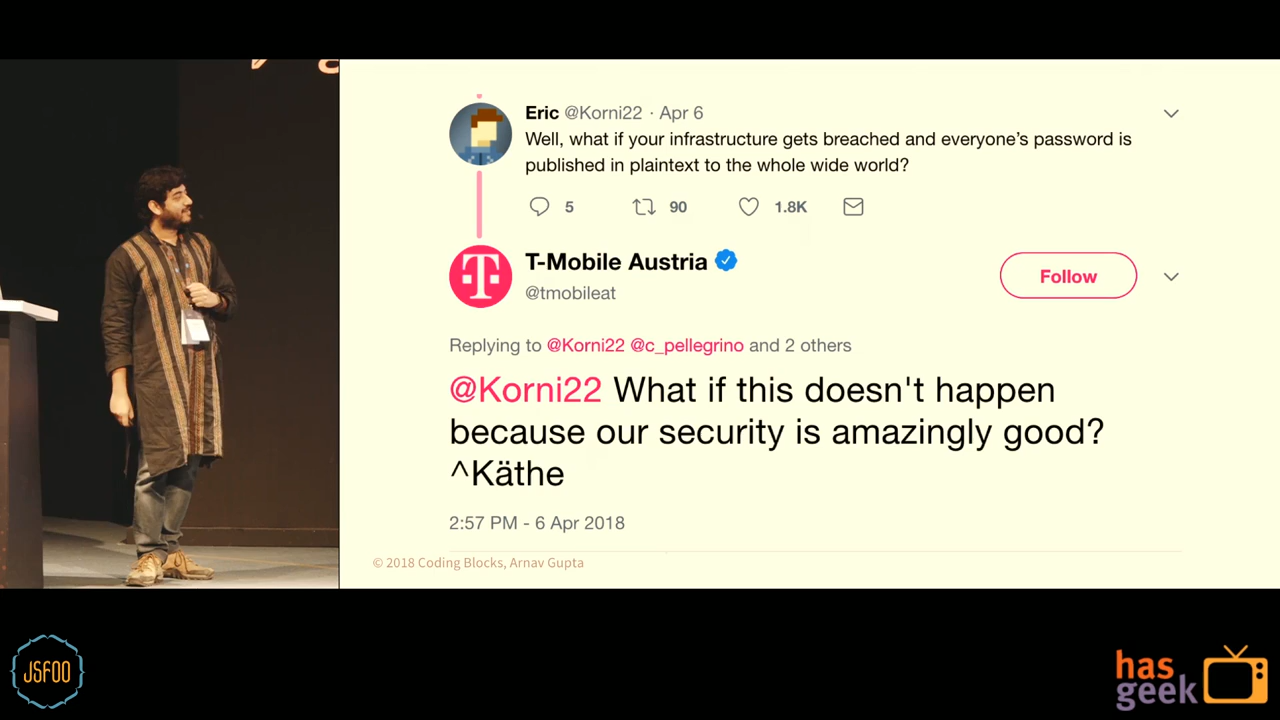 Eric @Korni22 · Apr 6
Well, what if your infrastructure gets breached and everyone's password is
published in plaintext to the whole wide world?
5 90 1.8K
T-Mobile Austria
@tmobileat
Follow
Replying to @Korni22 @c_pellegrino and 2 others
@Korni22 What if this doesn't happen
because our security is amazingly good?
^Käthe
2:57 PM - 6 Apr 2018
© 2018 Coding Blocks, Arnav Gupta
JSFOO
has
geek